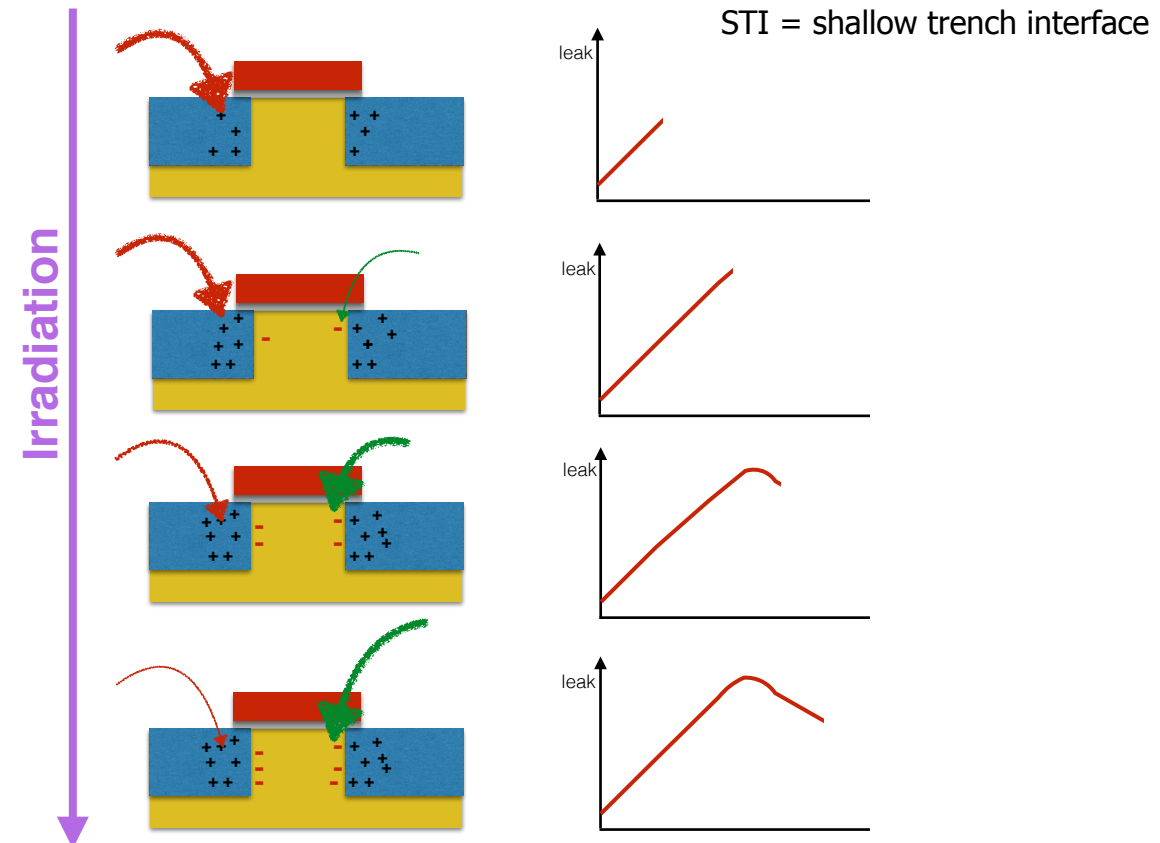 STI = shallow trench interface
Irradiation
leak
leak
leak
leak